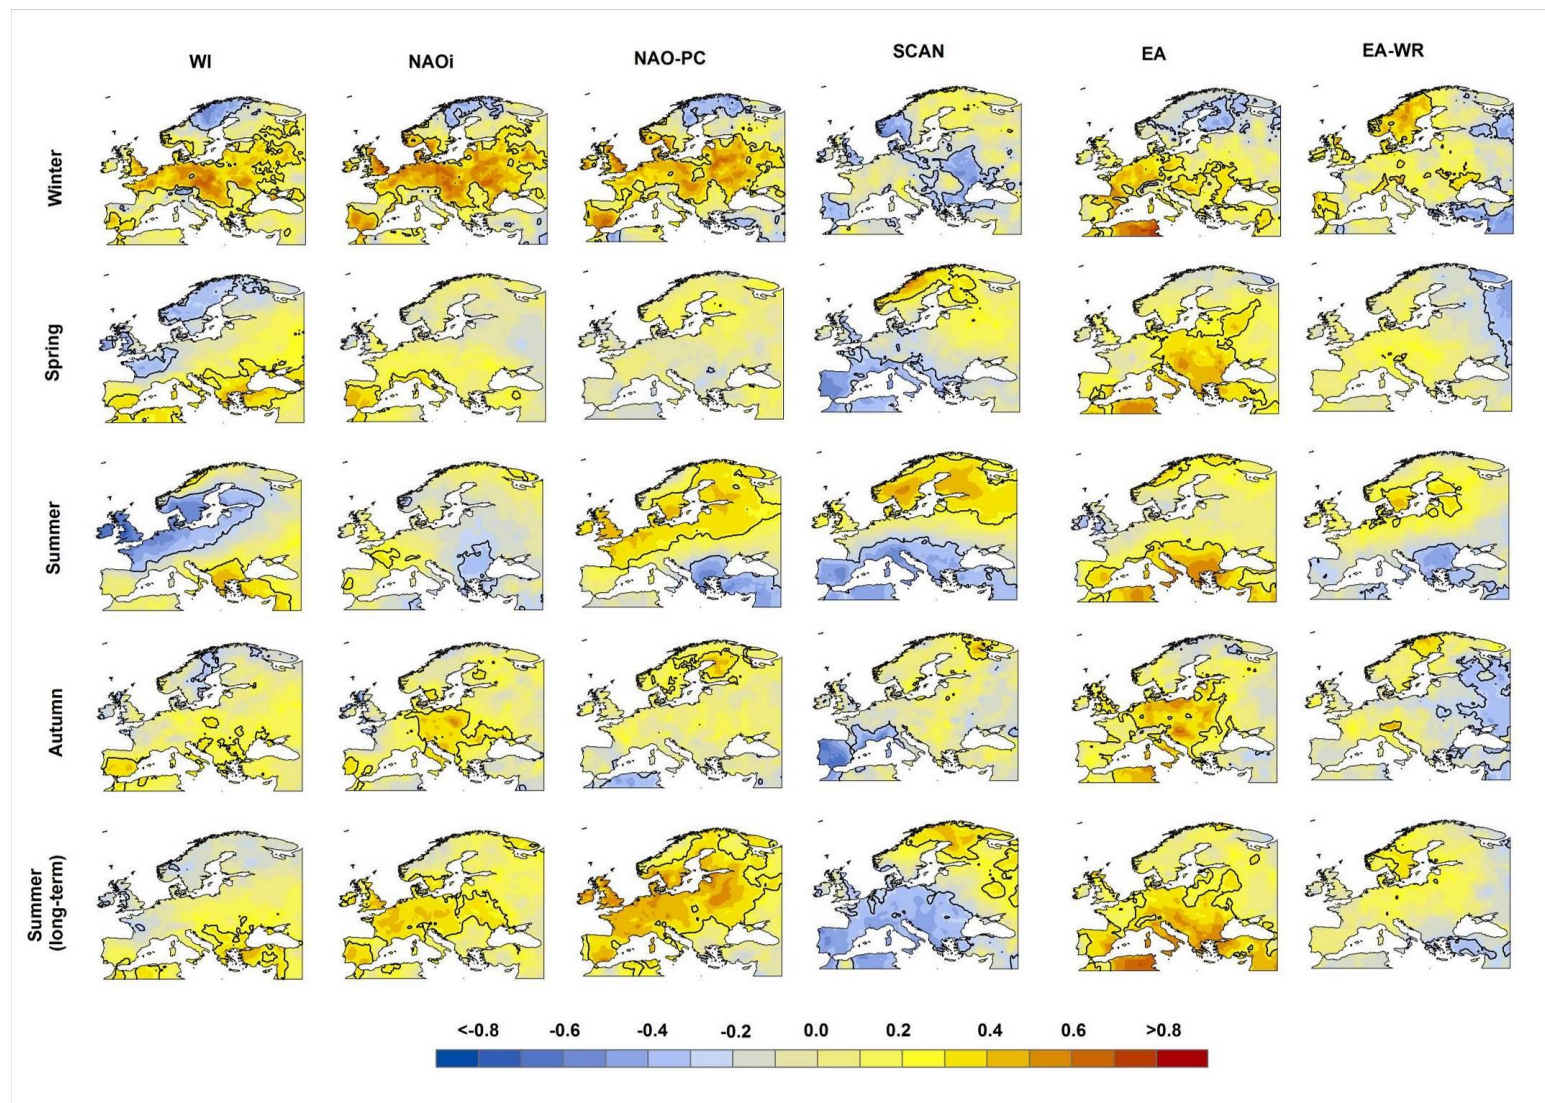 WI NAOi NAO-PC SCAN EA EA-WR
Winter
Spring
Summer
Autumn
Summer
(long-term)
<-0.8 -0.6 -0.4 -0.2 0.0 0.2 0.4 0.6 >0.8